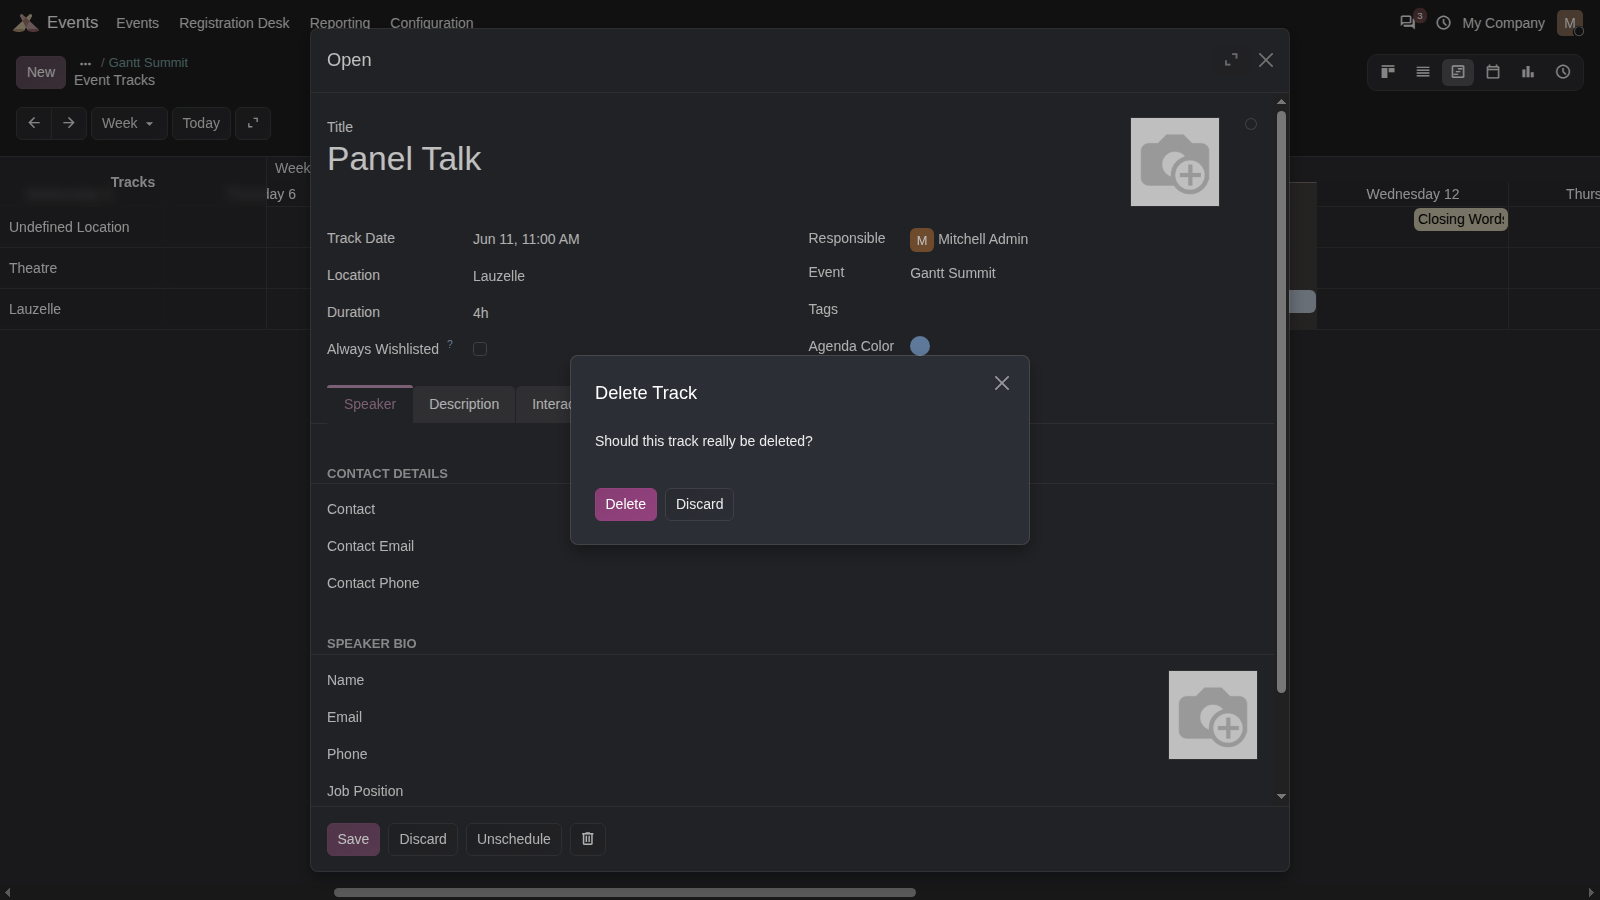 Events Events Registration Desk Reporting Configuration 3 My Company M
New / Gantt Summit
Event Tracks
Week Today
Tracks
Week
day 6
Wednesday 12
Thurs
Undefined Location
Theatre
Lauzelle
Closing Words
Open
Title
Panel Talk
Track Date Jun 11, 11:00 AM
Location Lauzelle
Duration 4h
Always Wishlisted ?
Responsible M Mitchell Admin
Event Gantt Summit
Tags
Agenda Color
Speaker Description Interac
CONTACT DETAILS
Contact
Contact Email
Contact Phone
SPEAKER BIO
Name
Email
Phone
Job Position
Save Discard Unschedule
Delete Track
Should this track really be deleted?
Delete Discard